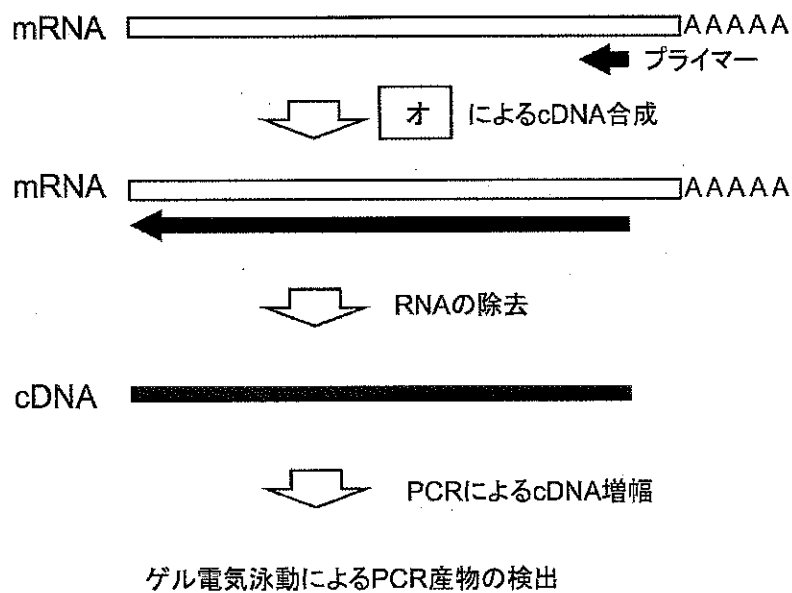 mRNA AAAAA
プライマー
オ によるcDNA合成
mRNA AAAAA
RNAの除去
cDNA
PCRによるcDNA増幅
ゲル電気泳動によるPCR産物の検出